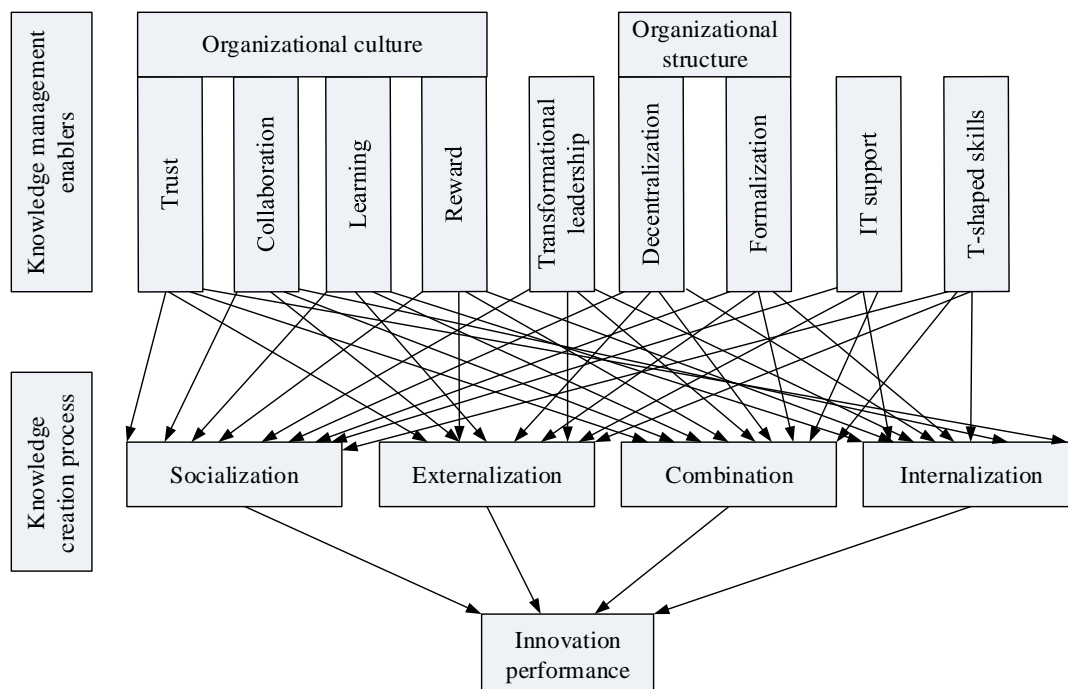 Knowledge management
enablers
Organizational culture
Organizational
structure
Trust
Collaboration
Learning
Reward
Transformational
leadership
Decentralization
Formalization
IT support
T-shaped skills
Knowledge
creation process
Socialization
Externalization
Combination
Internalization
Innovation
performance